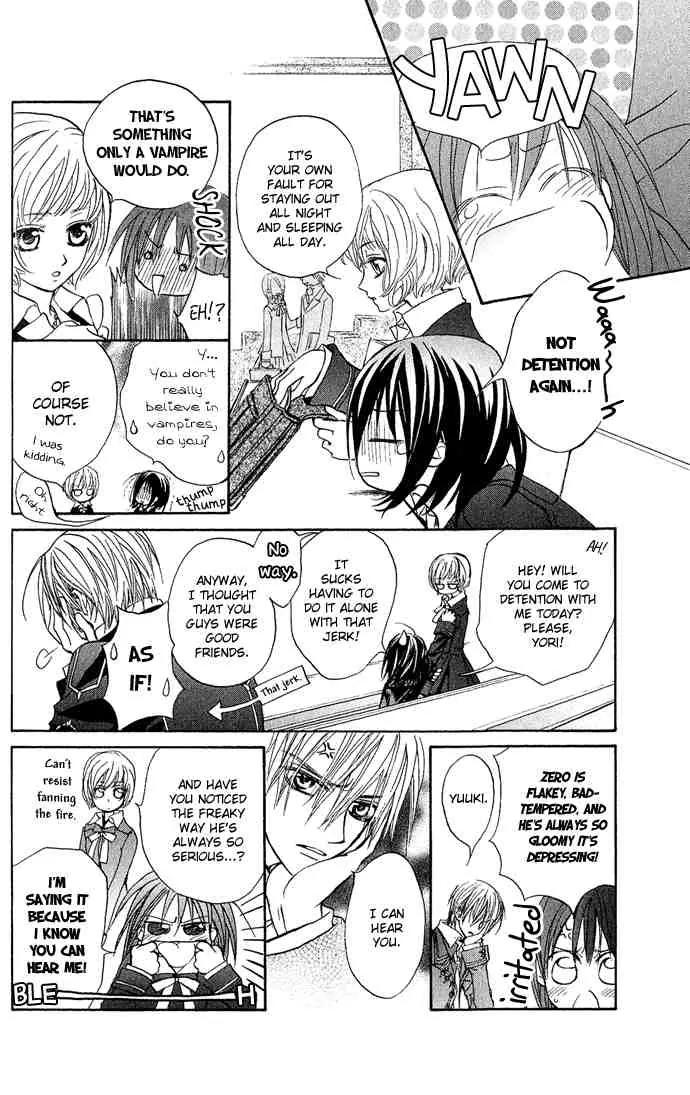 YAWN
Waaa~h
NOT
DETENTION
AGAIN...!
IT'S
YOUR OWN
FAULT FOR
STAYING OUT
ALL NIGHT
AND SLEEPING
ALL DAY.
THAT'S
SOMETHING
ONLY A VAMPIRE
WOULD DO.
SHOCK
EH!?
Y...
You don't
really
believe in
vampires,
do you?
thump
thump
OF
COURSE
NOT.
I was
kidding.
Oh
right
AH!
HEY! WILL
YOU COME TO
DETENTION WITH
ME TODAY?
PLEASE,
YORI!
IT
SUCKS
HAVING TO
DO IT ALONE
WITH THAT
JERK!
No
way.
ANYWAY,
I THOUGHT
THAT YOU
GUYS WERE
GOOD
FRIENDS.
That jerk.
AS
IF!
ZERO IS
FLAKEY, BAD-
TEMPERED, AND
HE'S ALWAYS SO
GLOOMY IT'S
DEPRESSING!
YUUKI.
irritated
I CAN
HEAR
YOU.
AND HAVE
YOU NOTICED
THE FREAKY
WAY HE'S
ALWAYS SO
SERIOUS...?
Can't
resist
fanning
the fire.
I'M
SAYING IT
BECAUSE
I KNOW
YOU CAN
HEAR ME!
BLE H